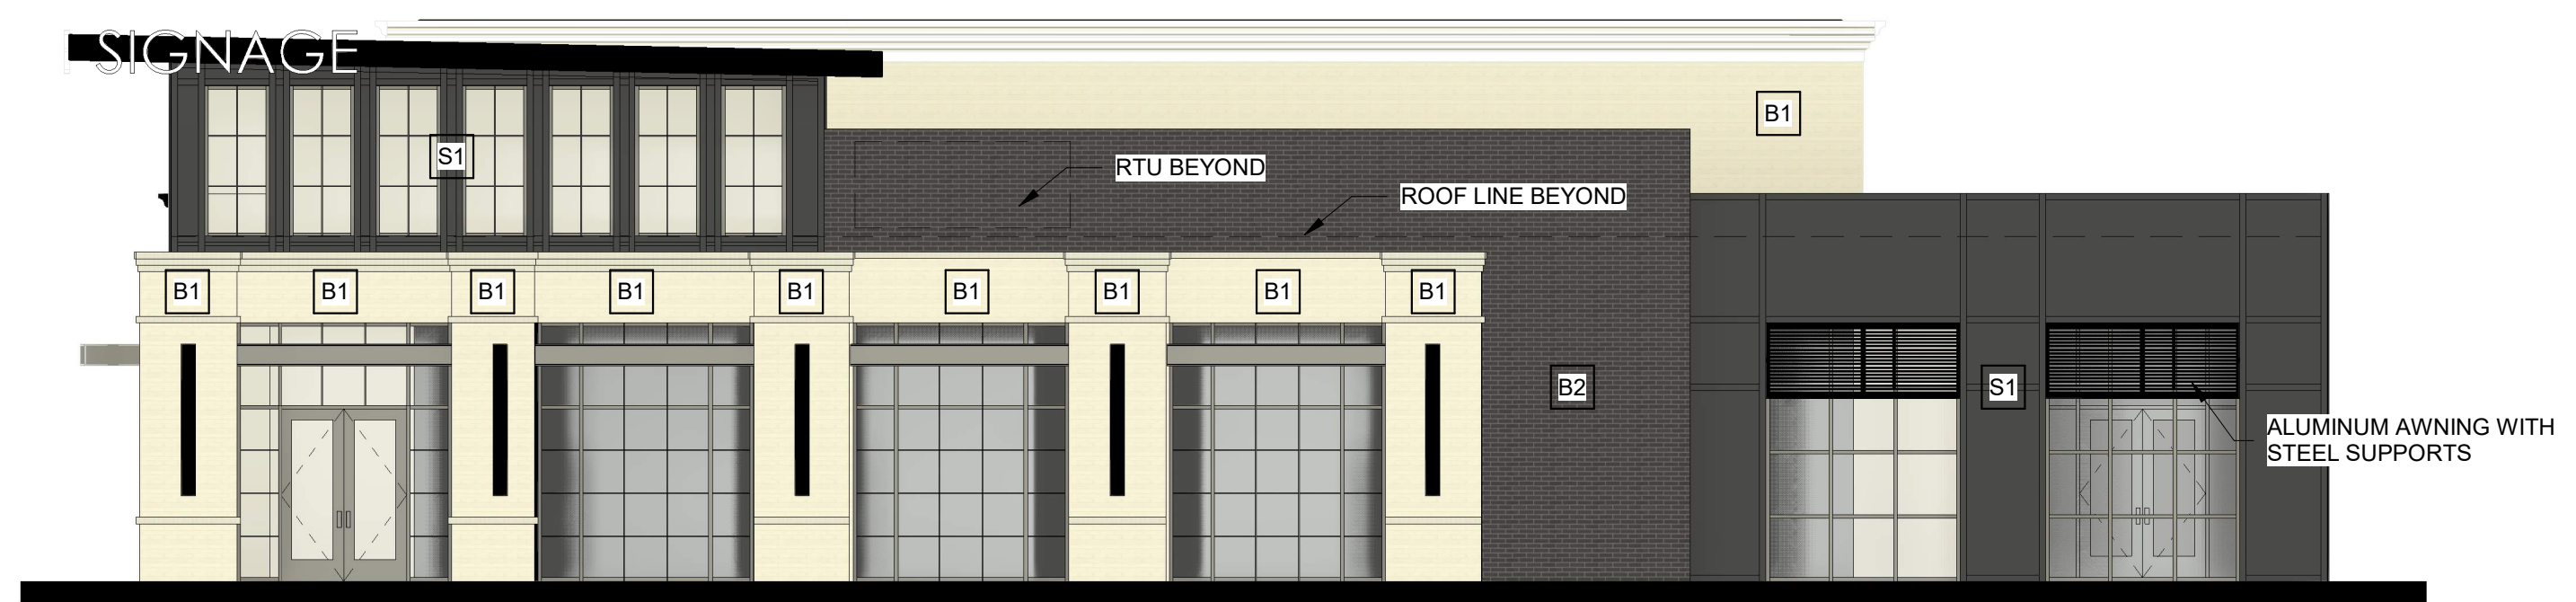 SIGNAGE
B1
S1
RTU BEYOND
ROOF LINE BEYOND
B1
B1
B1
B1
B1
B1
B1
B1
B1
B2
S1
ALUMINUM AWNING WITH
STEEL SUPPORTS